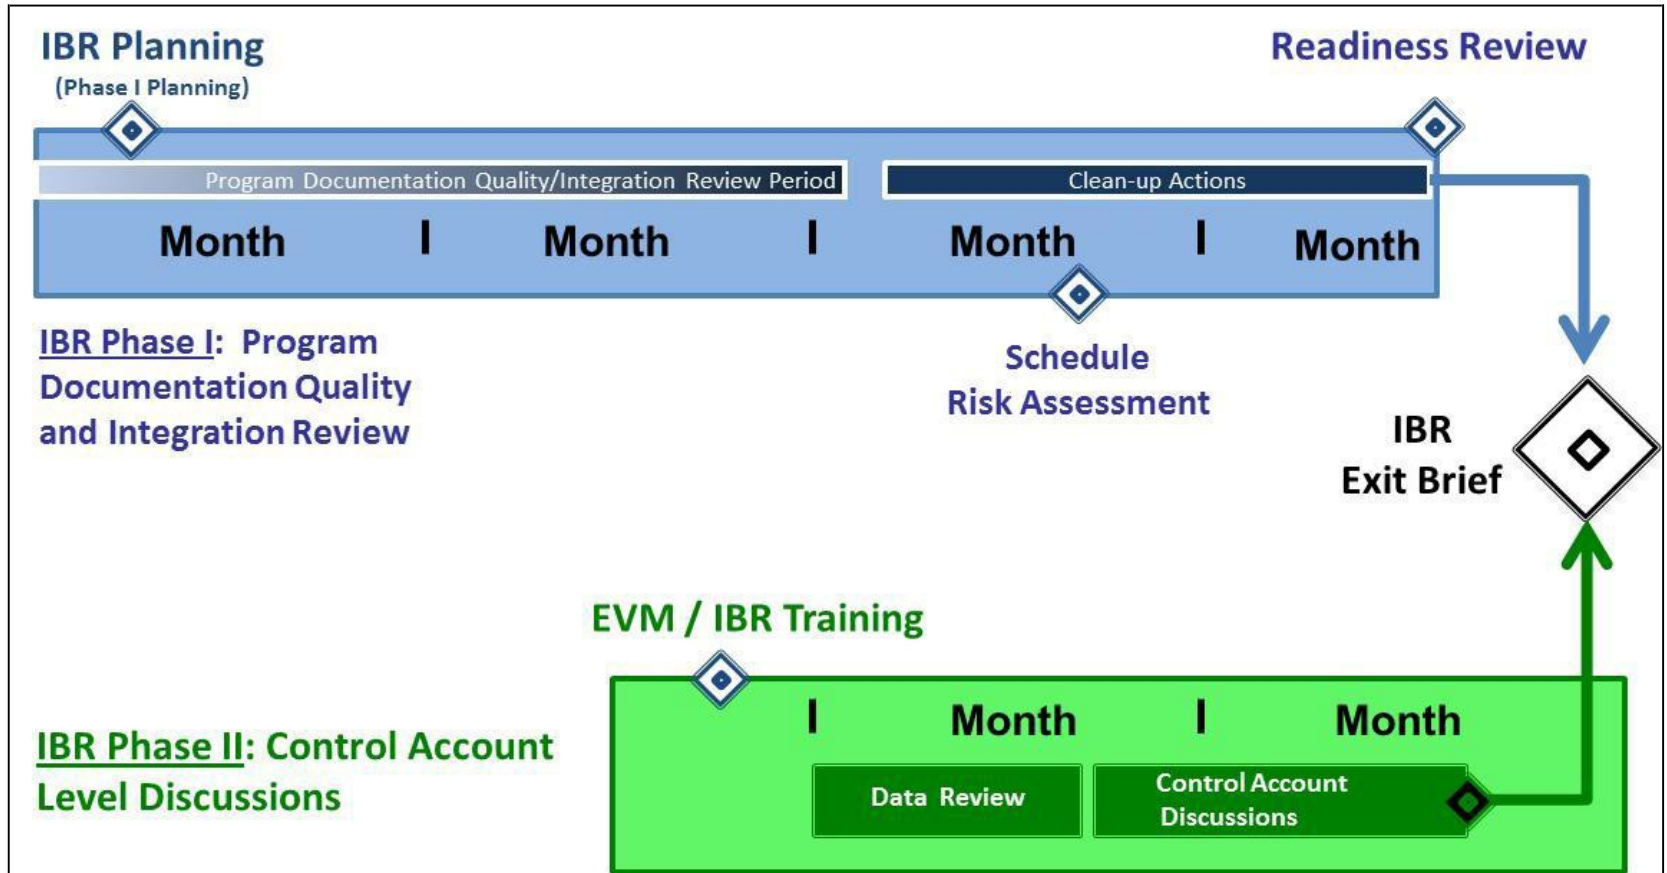 IBR Planning
(Phase I Planning)
Readiness Review
Program Documentation Quality/Integration Review Period
Clean-up Actions
Month I Month I Month I Month
IBR Phase I: Program
Documentation Quality
and Integration Review
Schedule
Risk Assessment
IBR
Exit Brief
EVM / IBR Training
I Month I Month
IBR Phase II: Control Account
Level Discussions
Data Review
Control Account
Discussions